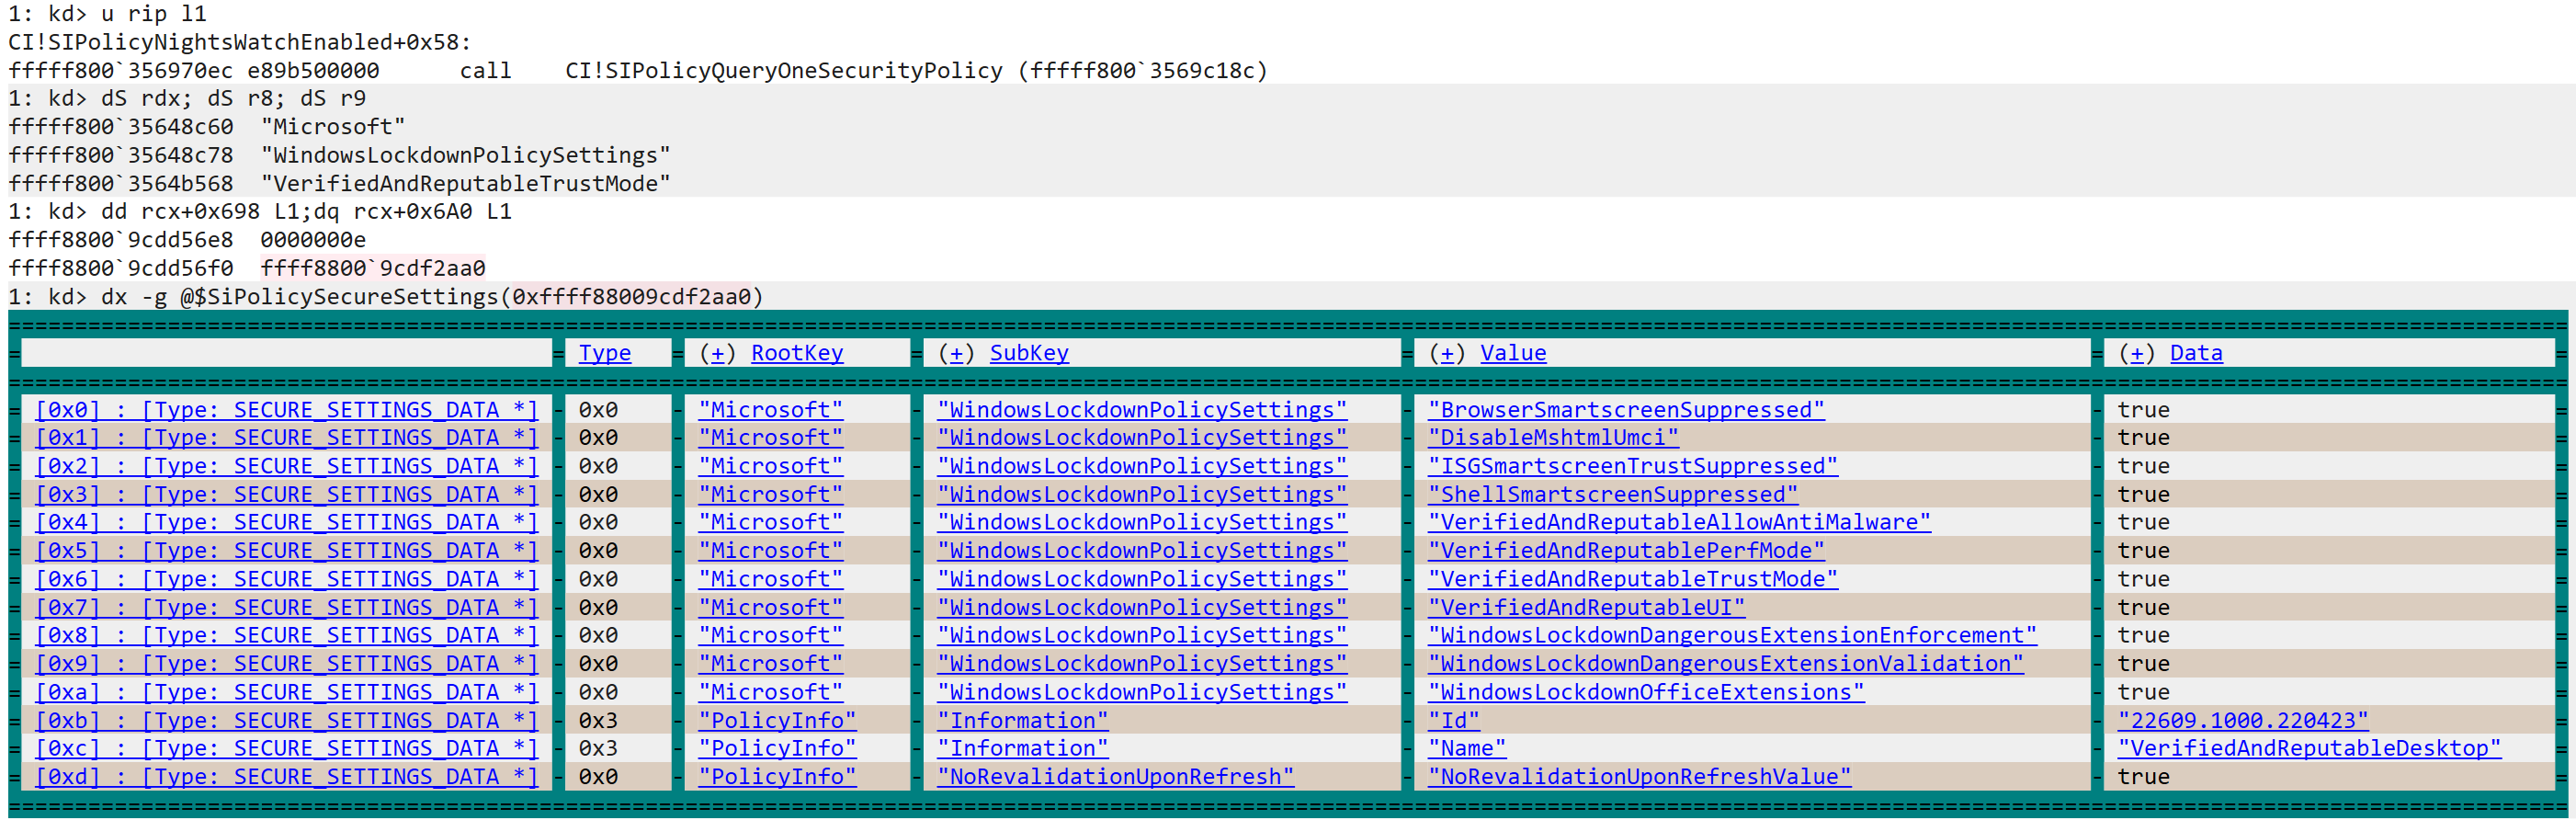 1: kd> u rip l1
CI!SIPolicyNightsWatchEnabled+0x58:
fffff800`356970ec e89b500000      call    CI!SIPolicyQueryOneSecurityPolicy (fffff800`3569c18c)
1: kd> dS rdx; dS r8; dS r9
fffff800`35648c60  "Microsoft"
fffff800`35648c78  "WindowsLockdownPolicySettings"
fffff800`3564b568  "VerifiedAndReputableTrustMode"
1: kd> dd rcx+0x698 L1;dq rcx+0x6A0 L1
ffff8800`9cdd56e8  0000000e
ffff8800`9cdd56f0  ffff8800`9cdf2aa0
1: kd> dx -g @$SiPolicySecureSettings(0xffff88009cdf2aa0)
= = Type = (+) RootKey = (+) SubKey = (+) Value = (+) Data =
= [0x0] : [Type: SECURE_SETTINGS_DATA *] - 0x0 - "Microsoft" - "WindowsLockdownPolicySettings" - "BrowserSmartscreenSuppressed" - true =
= [0x1] : [Type: SECURE_SETTINGS_DATA *] - 0x0 - "Microsoft" - "WindowsLockdownPolicySettings" - "DisableMshtmlUmci" - true =
= [0x2] : [Type: SECURE_SETTINGS_DATA *] - 0x0 - "Microsoft" - "WindowsLockdownPolicySettings" - "ISGSmartscreenTrustSuppressed" - true =
= [0x3] : [Type: SECURE_SETTINGS_DATA *] - 0x0 - "Microsoft" - "WindowsLockdownPolicySettings" - "ShellSmartscreenSuppressed" - true =
= [0x4] : [Type: SECURE_SETTINGS_DATA *] - 0x0 - "Microsoft" - "WindowsLockdownPolicySettings" - "VerifiedAndReputableAllowAntiMalware" - true =
= [0x5] : [Type: SECURE_SETTINGS_DATA *] - 0x0 - "Microsoft" - "WindowsLockdownPolicySettings" - "VerifiedAndReputablePerfMode" - true =
= [0x6] : [Type: SECURE_SETTINGS_DATA *] - 0x0 - "Microsoft" - "WindowsLockdownPolicySettings" - "VerifiedAndReputableTrustMode" - true =
= [0x7] : [Type: SECURE_SETTINGS_DATA *] - 0x0 - "Microsoft" - "WindowsLockdownPolicySettings" - "VerifiedAndReputableUI" - true =
= [0x8] : [Type: SECURE_SETTINGS_DATA *] - 0x0 - "Microsoft" - "WindowsLockdownPolicySettings" - "WindowsLockdownDangerousExtensionEnforcement" - true =
= [0x9] : [Type: SECURE_SETTINGS_DATA *] - 0x0 - "Microsoft" - "WindowsLockdownPolicySettings" - "WindowsLockdownDangerousExtensionValidation" - true =
= [0xa] : [Type: SECURE_SETTINGS_DATA *] - 0x0 - "Microsoft" - "WindowsLockdownPolicySettings" - "WindowsLockdownOfficeExtensions" - true =
= [0xb] : [Type: SECURE_SETTINGS_DATA *] - 0x3 - "PolicyInfo" - "Information" - "Id" - "22609.1000.220423" =
= [0xc] : [Type: SECURE_SETTINGS_DATA *] - 0x3 - "PolicyInfo" - "Information" - "Name" - "VerifiedAndReputableDesktop" =
= [0xd] : [Type: SECURE_SETTINGS_DATA *] - 0x0 - "PolicyInfo" - "NoRevalidationUponRefresh" - "NoRevalidationUponRefreshValue" - true =